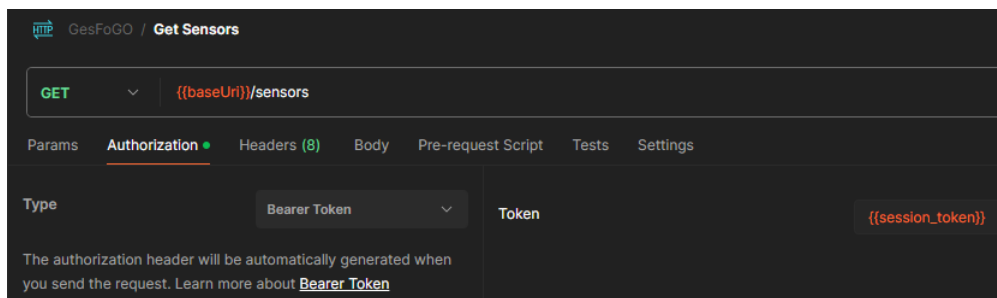 HTTP GesFoGO / Get Sensors
GET {{baseUri}}/sensors
Params Authorization Headers (8) Body Pre-request Script Tests Settings
Type Bearer Token Token {{session_token}}
The authorization header will be automatically generated when
you send the request. Learn more about Bearer Token